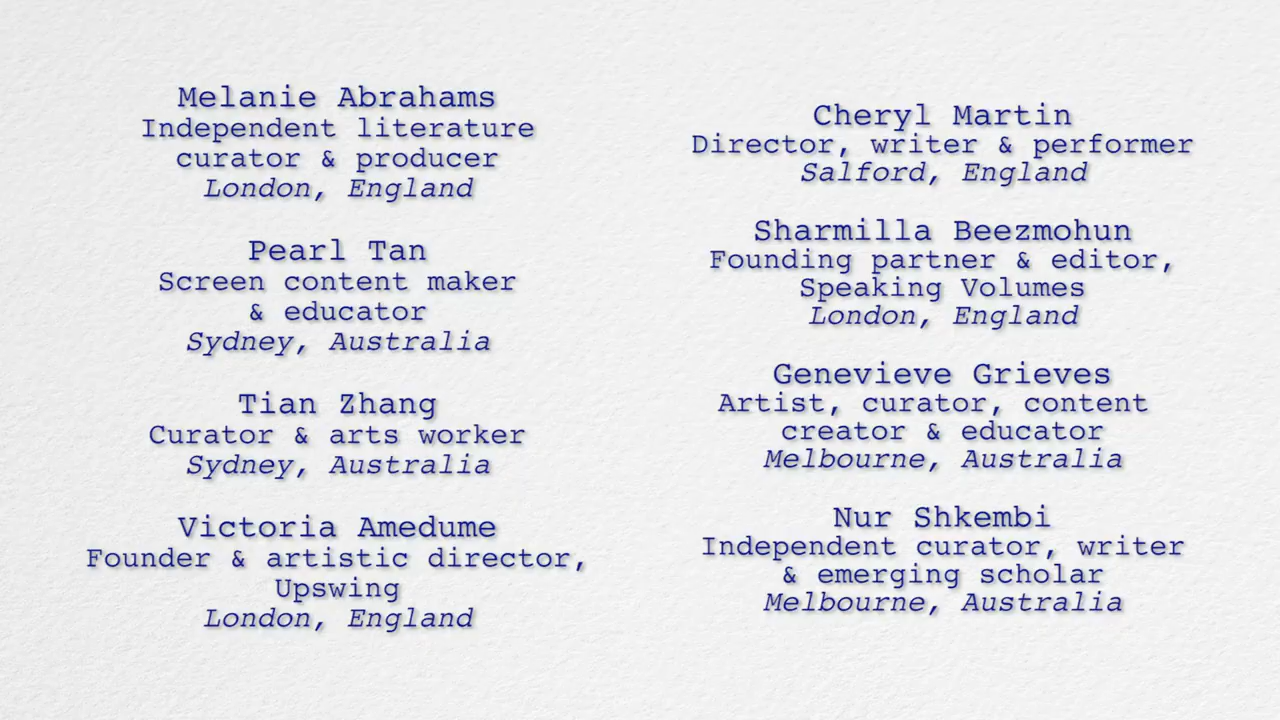 Melanie Abrahams
Independent literature
curator & producer
London, England
Pearl Tan
Screen content maker
& educator
Sydney, Australia
Tian Zhang
Curator & arts worker
Sydney, Australia
Victoria Amedume
Founder & artistic director,
Upswing
London, England
Cheryl Martin
Director, writer & performer
Salford, England
Sharmilla Beezmohun
Founding partner & editor,
Speaking Volumes
London, England
Genevieve Grieves
Artist, curator, content
creator & educator
Melbourne, Australia
Nur Shkembi
Independent curator, writer
& emerging scholar
Melbourne, Australia